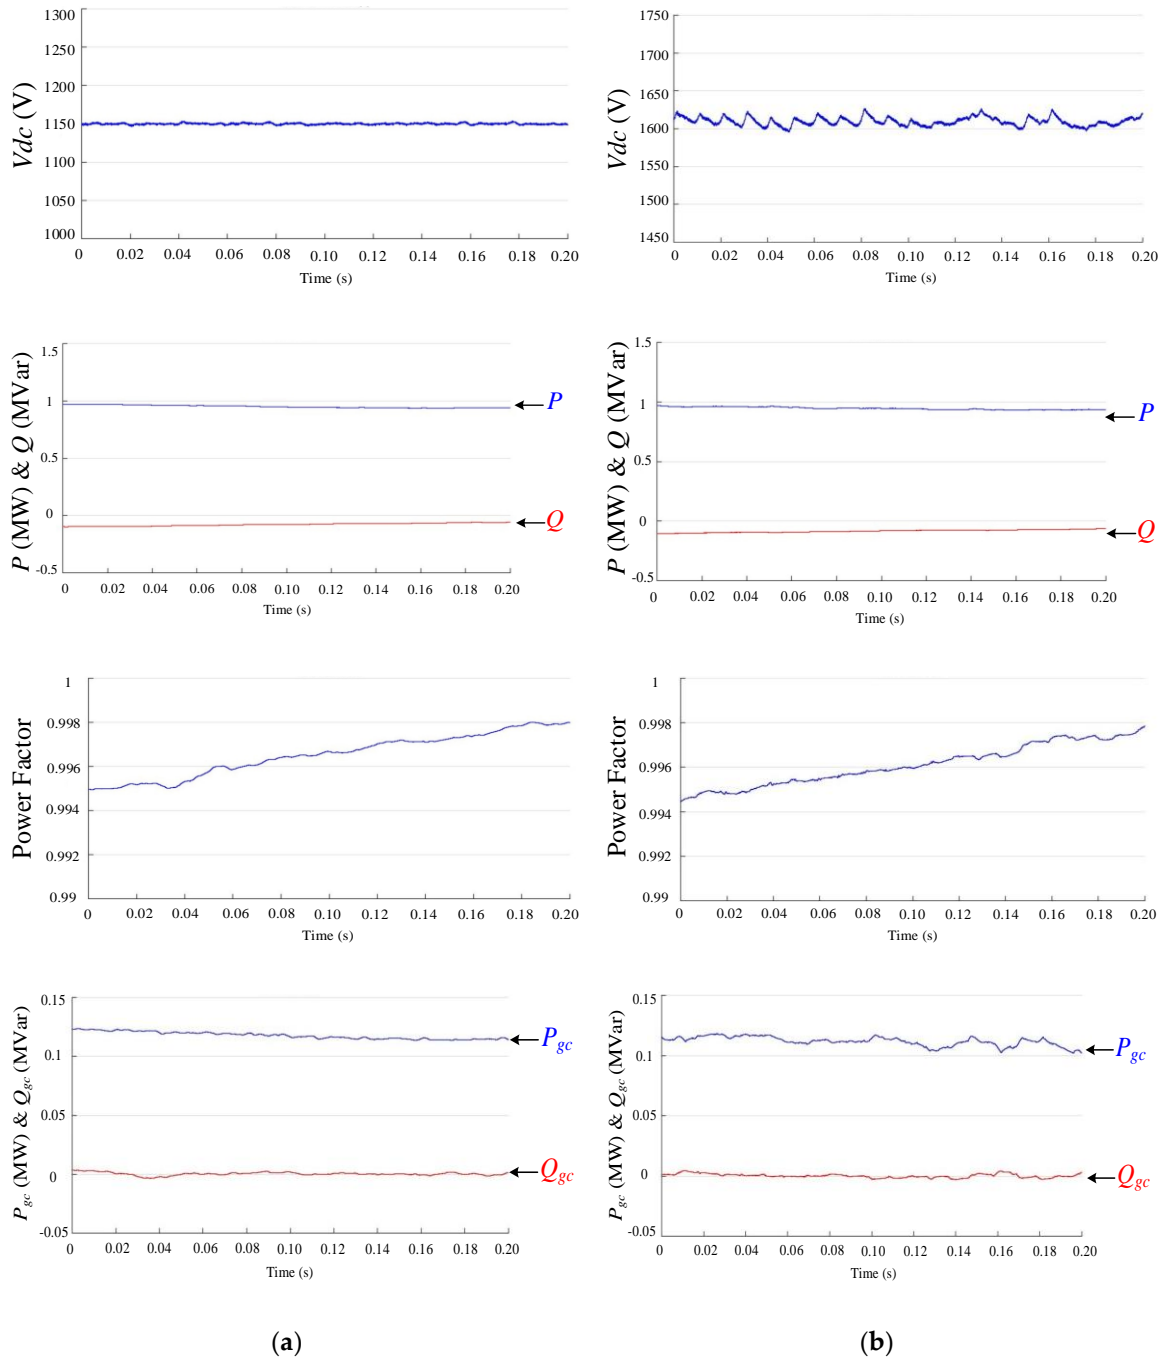 1300
1250
1200
1150
1100
1050
1000
Vdc (V)
0 0.02 0.04 0.06 0.08 0.10 0.12 0.14 0.16 0.18 0.20
Time (s)
1750
1700
1650
1600
1550
1500
1450
Vdc (V)
0 0.02 0.04 0.06 0.08 0.10 0.12 0.14 0.16 0.18 0.20
Time (s)
1.5
1
0.5
0
-0.5
P (MW) & Q (MVar)
P
Q
0 0.02 0.04 0.06 0.08 0.10 0.12 0.14 0.16 0.18 0.20
Time (s)
1.5
1
0.5
0
-0.5
P (MW) & Q (MVar)
P
Q
0 0.02 0.04 0.06 0.08 0.10 0.12 0.14 0.16 0.18 0.20
Time (s)
1
0.998
0.996
0.994
0.992
0.99
Power Factor
0 0.02 0.04 0.06 0.08 0.10 0.12 0.14 0.16 0.18 0.20
Time (s)
1
0.998
0.996
0.994
0.992
0.99
Power Factor
0 0.02 0.04 0.06 0.08 0.10 0.12 0.14 0.16 0.18 0.20
Time (s)
0.15
0.1
0.05
0
-0.05
Pgc (MW) & Qgc (MVar)
Pgc
Qgc
0 0.02 0.04 0.06 0.08 0.10 0.12 0.14 0.16 0.18 0.20
Time (s)
0.15
0.1
0.05
0
-0.05
Pgc (MW) & Qgc (MVar)
Pgc
Qgc
0 0.02 0.04 0.06 0.08 0.10 0.12 0.14 0.16 0.18 0.20
Time (s)
(a)
(b)